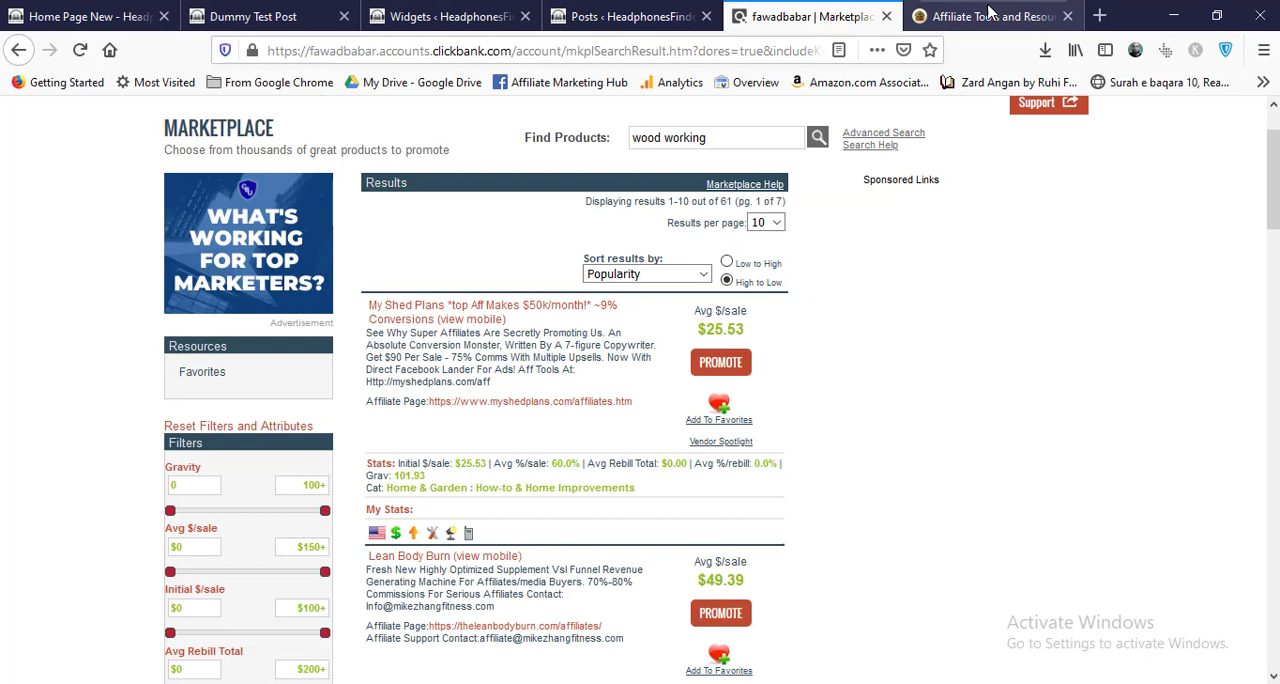 Home Page New - Head
Dummy Test Post
Widgets ‹ HeadphonesFind
Posts ‹ HeadphonesFinde
fawadbabar | Marketplac
Affiliate Tools and Resou
https://fawadbabar.accounts.clickbank.com/account/mkplSearchResult.htm?dores=true&includeK
Getting Started
Most Visited
From Google Chrome
My Drive - Google Drive
Affiliate Marketing Hub
Analytics
Overview
Amazon.com Associat...
Zard Angan by Ruhi F...
Surah e baqara 10, Rea...
Support
MARKETPLACE
Choose from thousands of great products to promote
Find Products:
wood working
Advanced Search
Search Help
Sponsored Links
WHAT'S
WORKING
FOR TOP
MARKETERS?
Advertisement
Resources
Favorites
Reset Filters and Attributes
Filters
Gravity
0 100+
Avg $/sale
$0 $150+
Initial $/sale
$0 $100+
Avg Rebill Total
$0 $200+
Results
Marketplace Help
Displaying results 1-10 out of 61 (pg. 1 of 7)
Results per page: 10
Sort results by:
Popularity
Low to High
High to Low
My Shed Plans *top Aff Makes $50k/month!* ~9%
Conversions (view mobile)
See Why Super Affiliates Are Secretly Promoting Us. An
Absolute Conversion Monster, Written By A 7-figure Copywriter.
Get $90 Per Sale - 75% Comms With Multiple Upsells. Now With
Direct Facebook Lander For Ads! Aff Tools At:
Http://myshedplans.com/aff
Affiliate Page:https://www.myshedplans.com/affiliates.htm
Avg $/sale
$25.53
PROMOTE
Add To Favorites
Vendor Spotlight
Stats: Initial $/sale: $25.53 | Avg %/sale: 60.0% | Avg Rebill Total: $0.00 | Avg %/rebill: 0.0% |
Grav: 101.93
Cat: Home & Garden : How-to & Home Improvements
My Stats:
Lean Body Burn (view mobile)
Fresh New Highly Optimized Supplement Vsl Funnel Revenue
Generating Machine For Affiliates/media Buyers. 70%-80%
Commissions For Serious Affiliates Contact:
Info@mikezhangfitness.com
Affiliate Page:https://theleanbodyburn.com/affiliates/
Affiliate Support Contact:affiliate@mikezhangfitness.com
Avg $/sale
$49.39
PROMOTE
Add To Favorites
Activate Windows
Go to Settings to activate Windows.